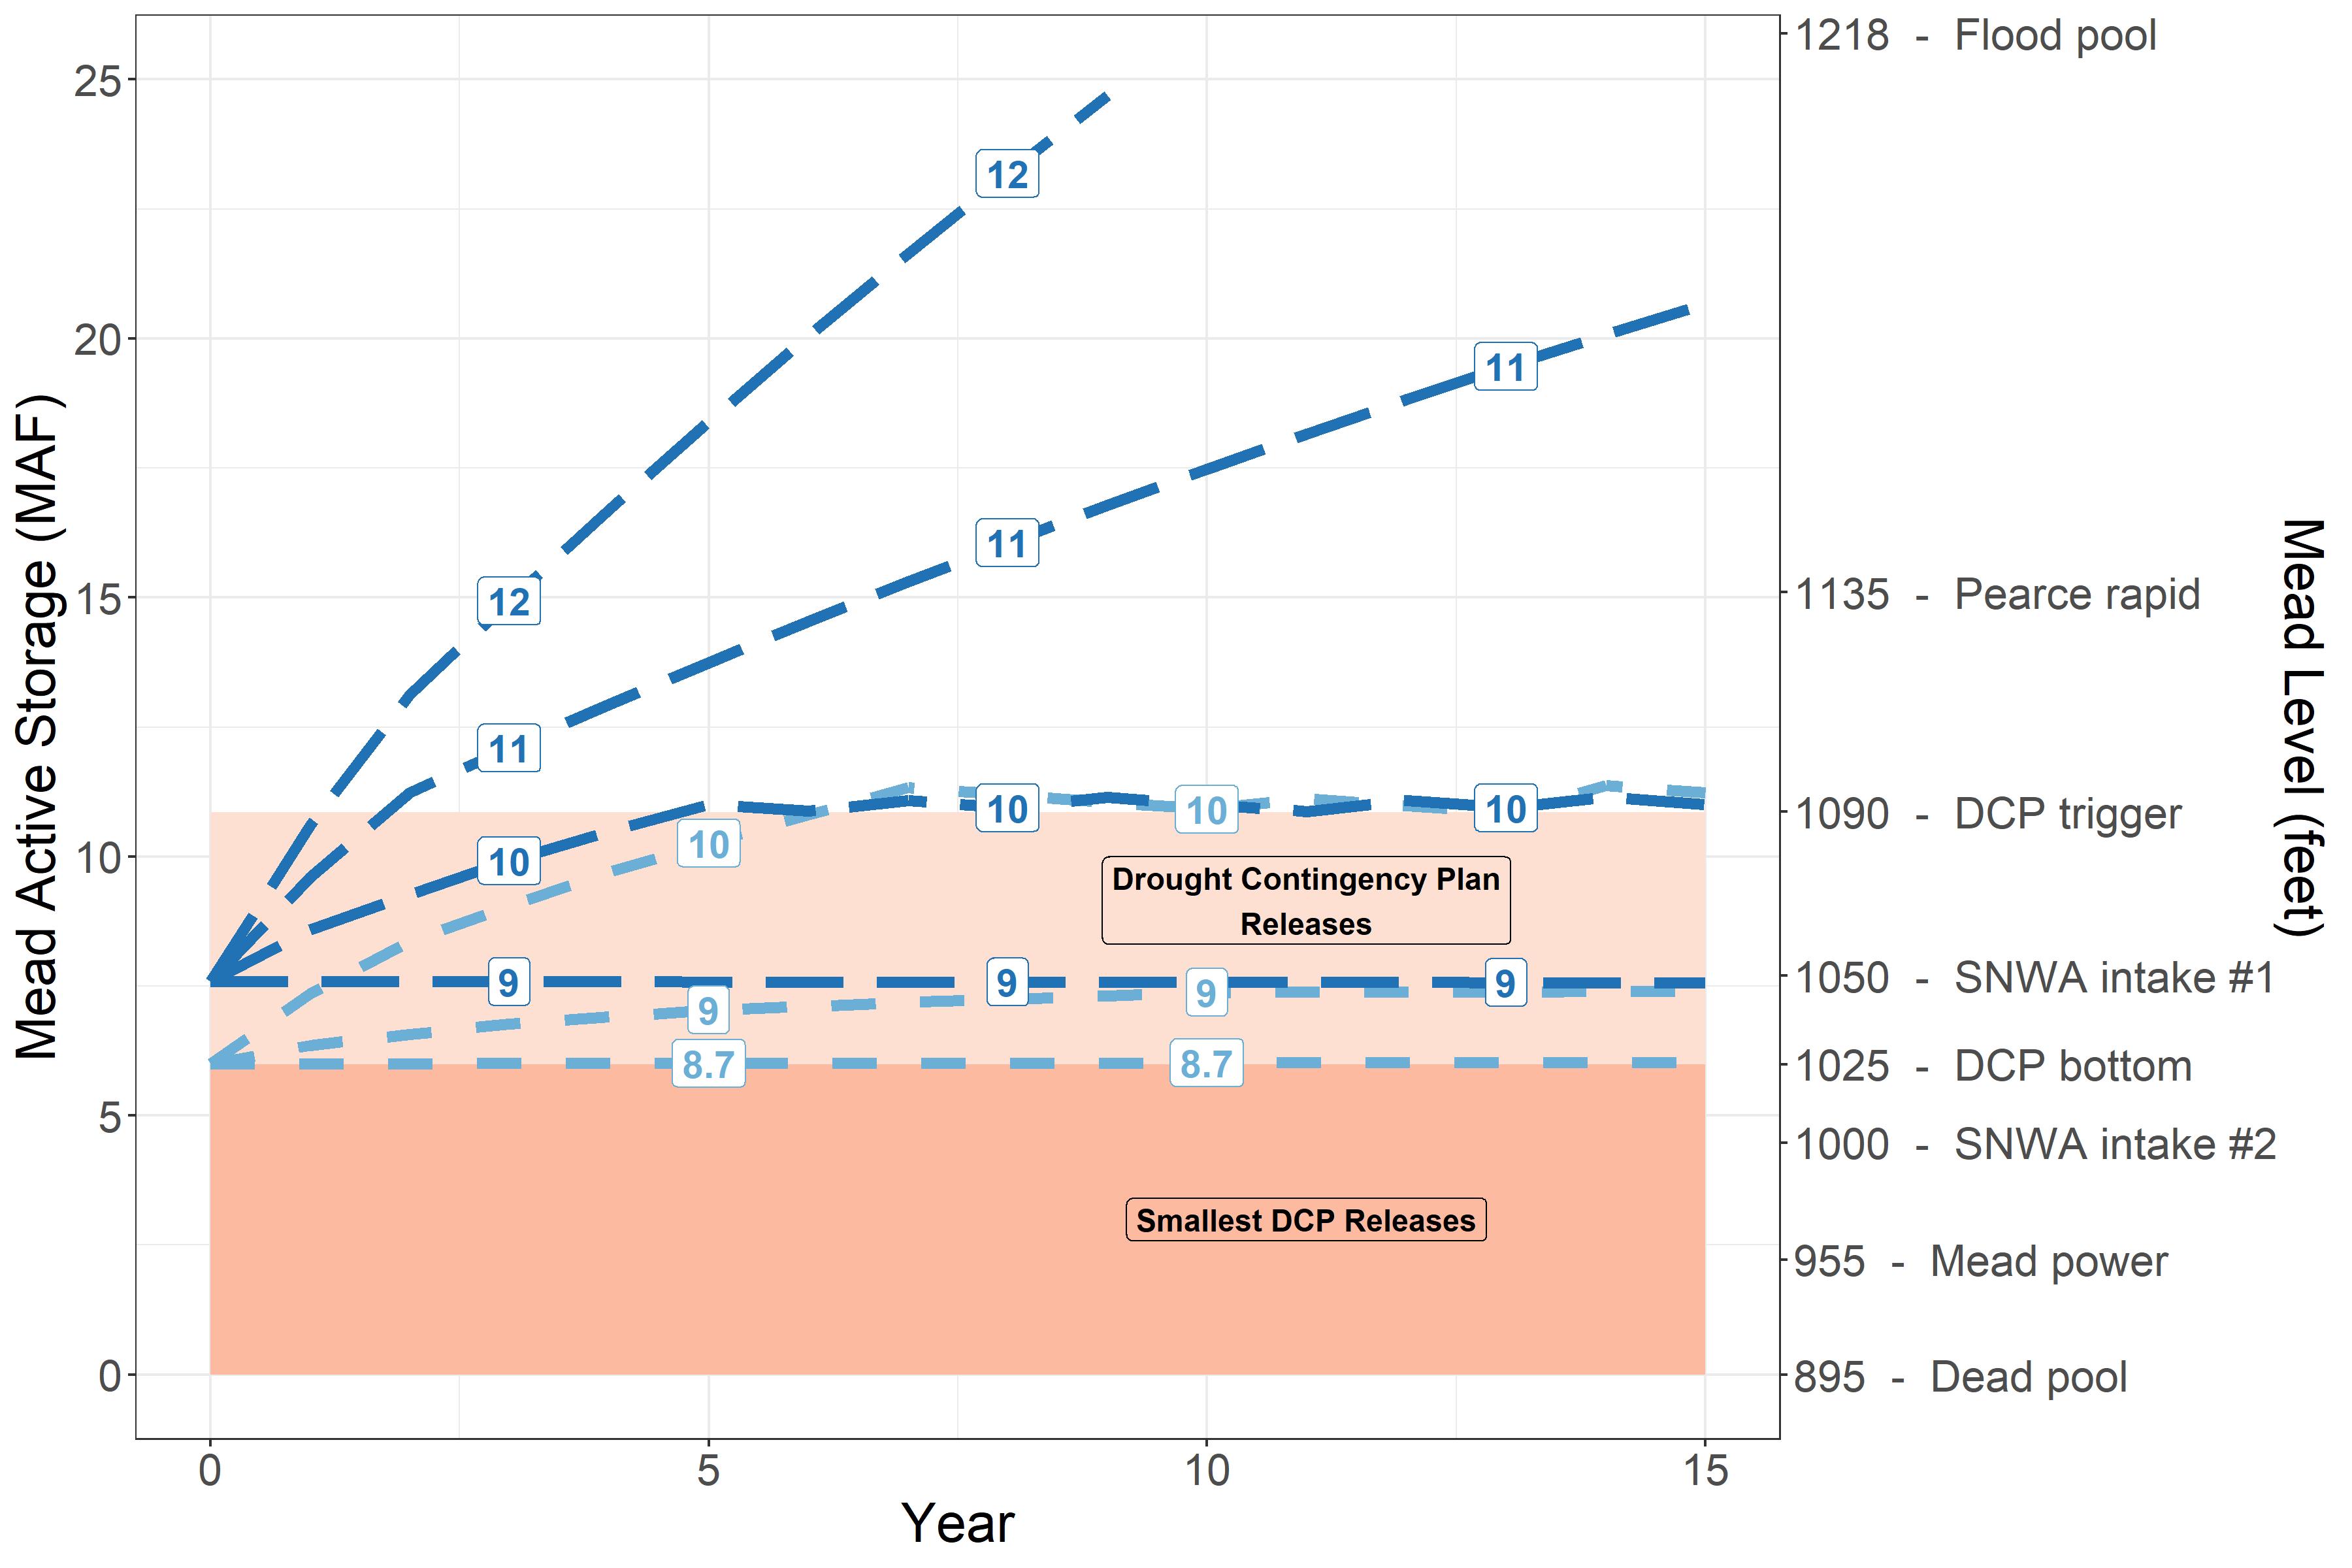 Mead Active Storage (MAF)
25
20
15
10
5
0
12
12
11
11
11
10
10
10
10
10
9
9
9
9
9
8.7
8.7
Drought Contingency Plan
Releases
Smallest DCP Releases
0
5
10
15
Year
1218 - Flood pool
1135 - Pearce rapid
1090 - DCP trigger
1050 - SNWA intake #1
1025 - DCP bottom
1000 - SNWA intake #2
955 - Mead power
895 - Dead pool
Mead Level (feet)